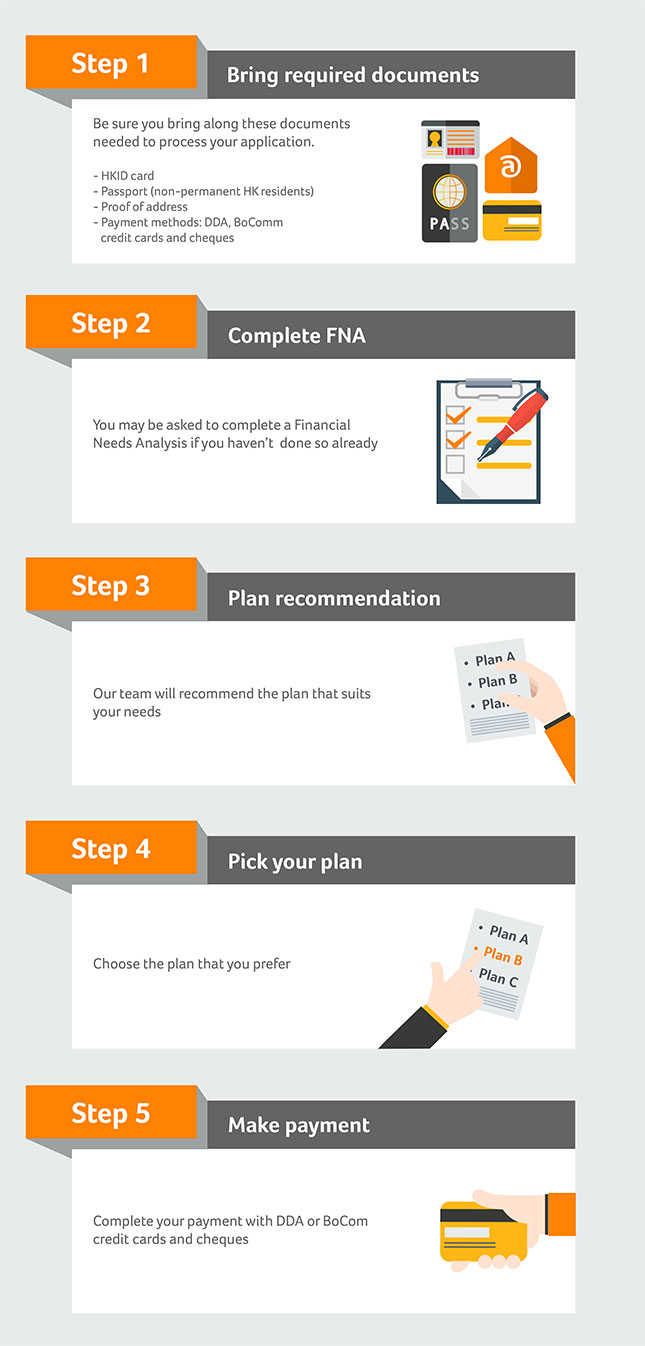 Step 1
Bring required documents
Be sure you bring along these documents
needed to process your application.
- HKID card
- Passport (non-permanent HK residents)
- Proof of address
- Payment methods: DDA, BoComm
credit cards and cheques
PASS
Step 2
Complete FNA
You may be asked to complete a Financial
Needs Analysis if you haven't  done so already
Step 3
Plan recommendation
• Plan A
• Plan B
• Plan
Our team will recommend the plan that suits
your needs
Step 4
Pick your plan
• Plan A
• Plan B
• Plan C
Choose the plan that you prefer
Step 5
Make payment
Complete your payment with DDA or BoCom
credit cards and cheques